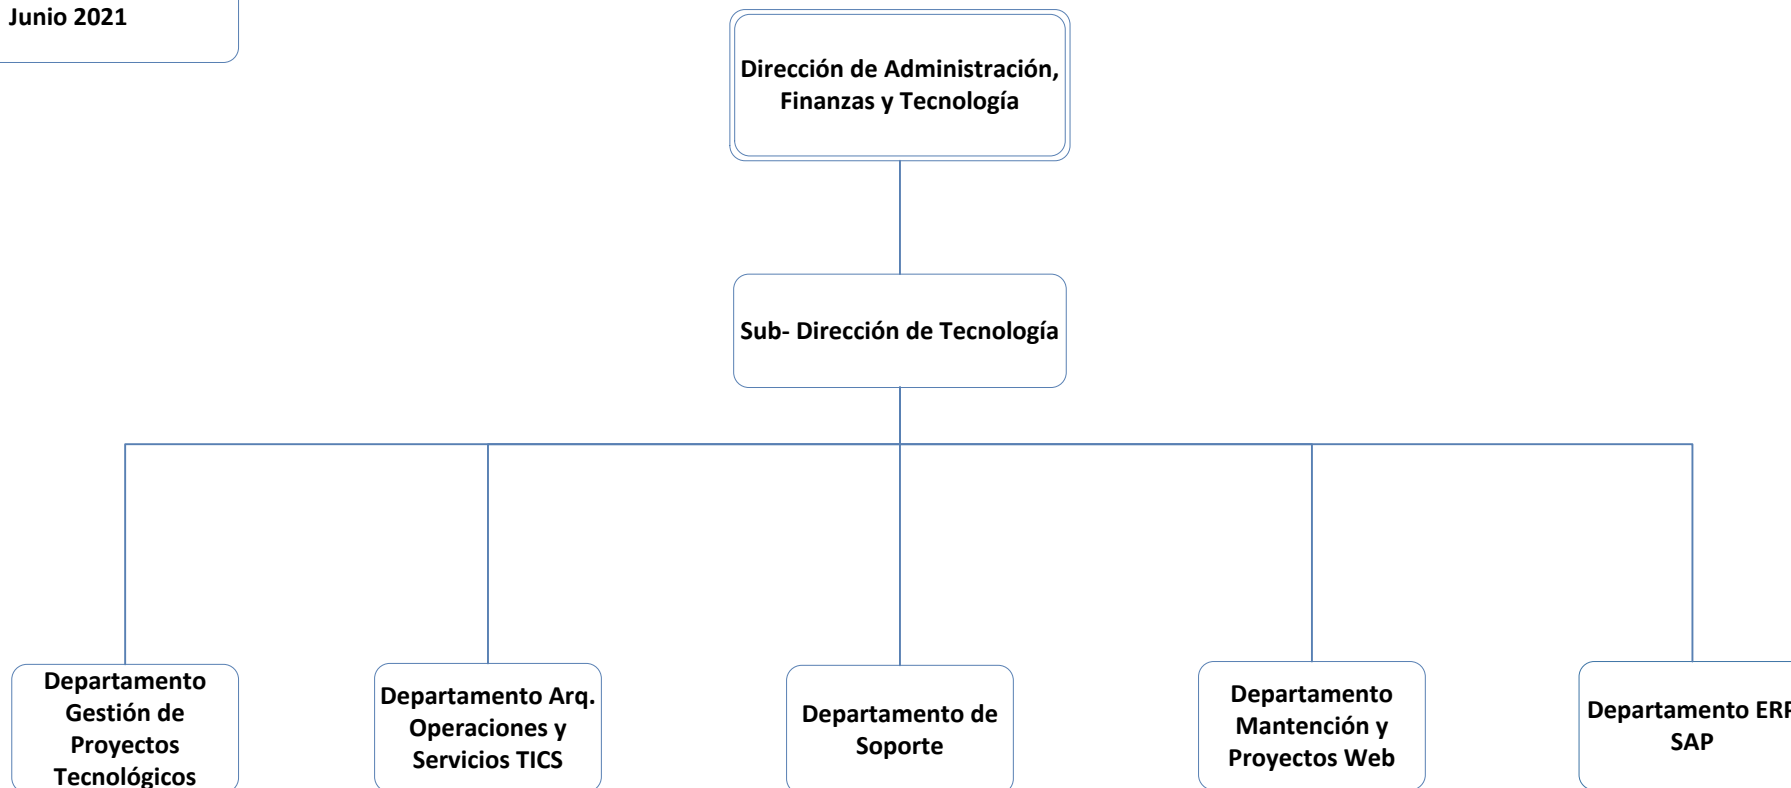 Junio 2021
Dirección de Administración,
Finanzas y Tecnología
Sub- Dirección de Tecnología
Departamento
Gestión de
Proyectos
Tecnológicos
Departamento Arq.
Operaciones y
Servicios TICS
Departamento de
Soporte
Departamento
Mantención y
Proyectos Web
Departamento ERP
SAP